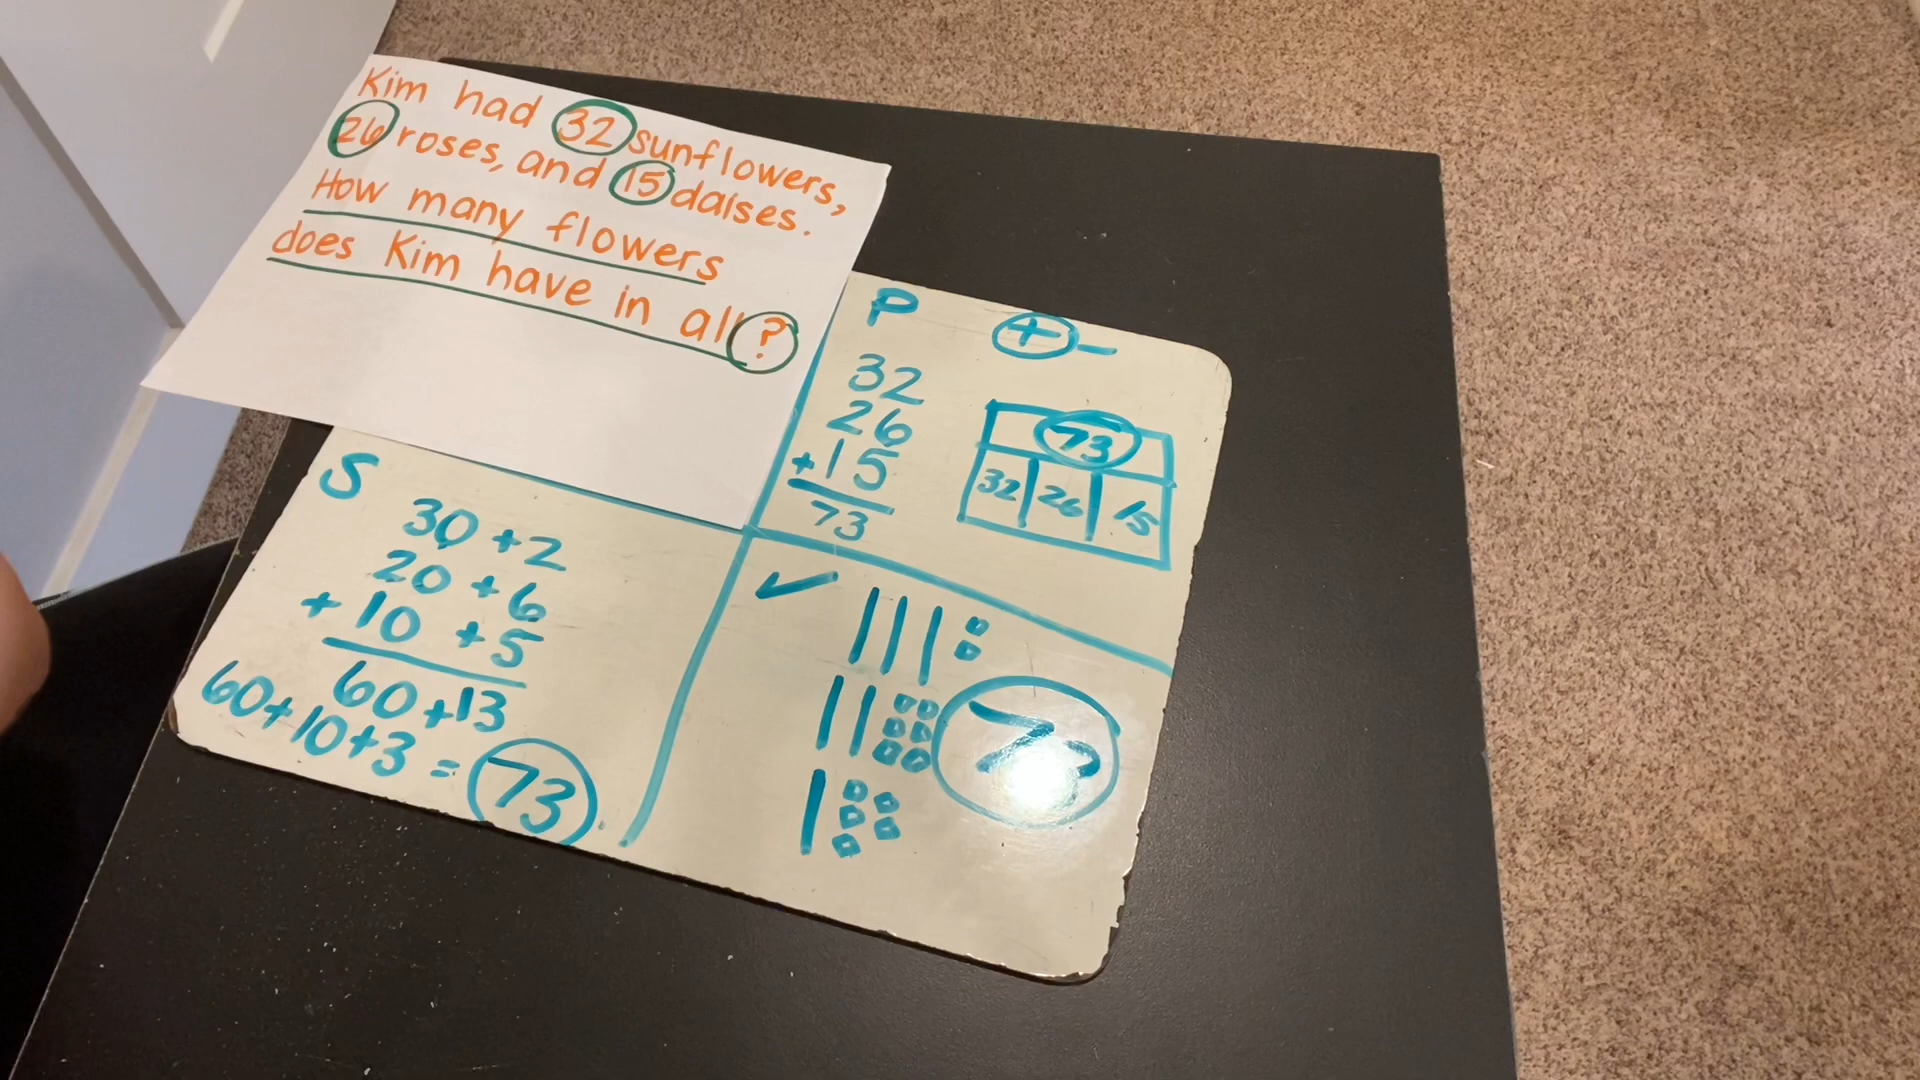 Kim had 32 sunflowers,
26 roses, and 15 daises.
How many flowers
does Kim have in all?
P + -
32
26
+15
73
73
32 26 15
S
30 + 2
20 + 6
+ 10 + 5
60 + 13
60+10+3 = 73